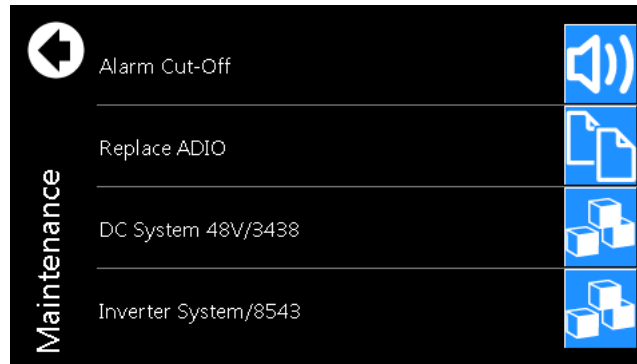 Maintenance
Alarm Cut-Off
Replace ADIO
DC System 48V/3438
Inverter System/8543